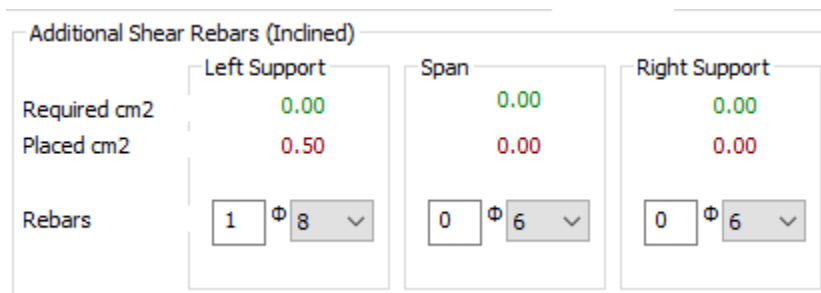 Additional Shear Rebars (Inclined)
Left Support Span Right Support
Required cm2 0.00 0.00 0.00
Placed cm2 0.50 0.00 0.00
Rebars 1 Φ 8 0 Φ 6 0 Φ 6